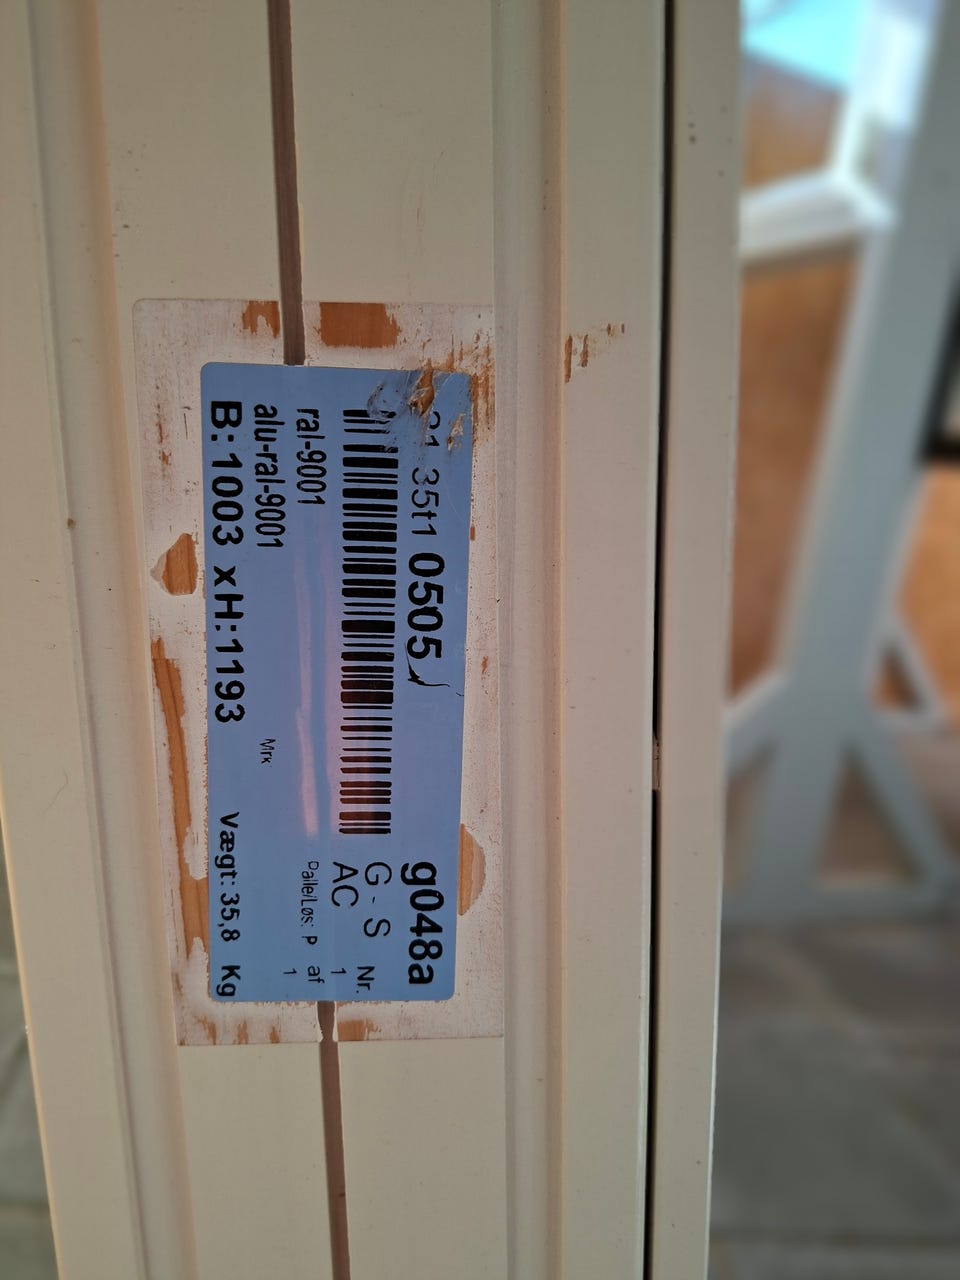 35t1 0505 g048a
G - S Nr.
AC 1
ral-9001 Palle/Løs: P af
1
alu-ral-9001 Mrk
B:1003 xH:1193 Vægt: 35,8 Kg